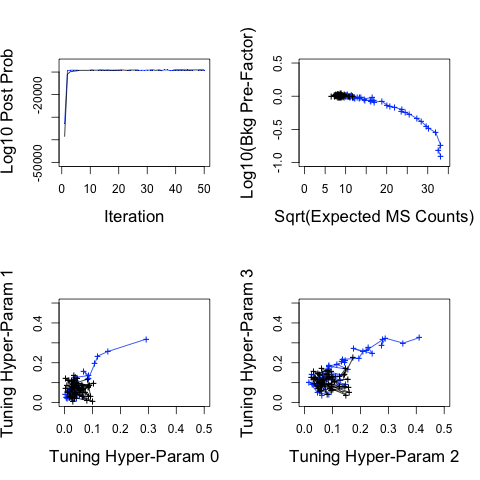 Log10 Post Prob
-50000 -20000
0 10 20 30 40 50
Iteration
Log10(Bkg Pre-Factor)
-1.0 -0.5 0.0 0.5
0 5 10 20 30
Sqrt(Expected MS Counts)
Tuning Hyper-Param 1
0.0 0.2 0.4
0.0 0.1 0.2 0.3 0.4 0.5
Tuning Hyper-Param 0
Tuning Hyper-Param 3
0.0 0.2 0.4
0.0 0.1 0.2 0.3 0.4 0.5
Tuning Hyper-Param 2